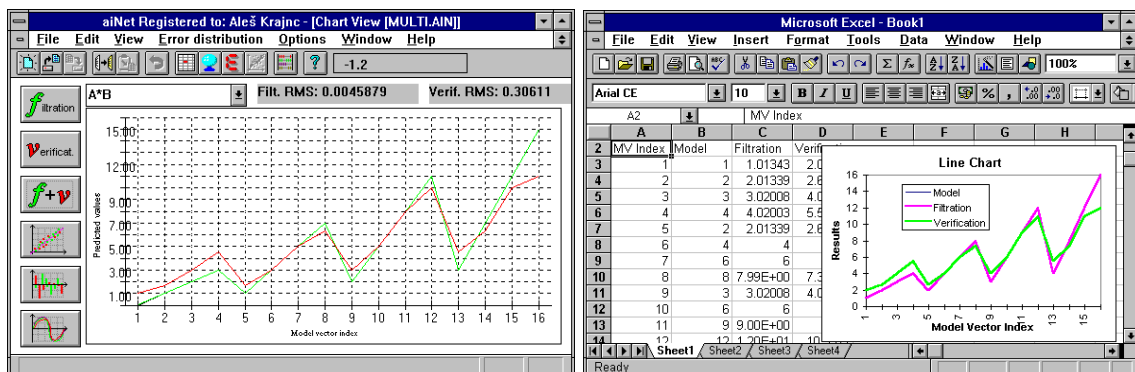 aiNet Registered to: Aleš Krajnc - [Chart View [MULTI.AIN]]
File Edit View Error distribution Options Window Help
-1.2
A*B
Filt. RMS: 0.0045879 Verif. RMS: 0.30611
filtration
verificat.
f+v
Predicted values
15.00
12.00
9.00
7.00
5.00
3.00
1.00
1 2 3 4 5 6 7 8 9 10 11 12 13 14 15 16
Model vector index
Microsoft Excel - Book1
File Edit View Insert Format Tools Data Window Help
100%
Arial CE 10 B I U
A2 MV Index
A B C D E F G H
2 MV Index Model Filtration
3 1 1 1.01343
4 2 2 2.01339
5 3 3 3.02008
6 4 4 4.02003
7 5 2 2.01339
8 6 4 4
9 7 6 6
10 8 8 7.99E+00
11 9 3 3.02008
12 10 6 6
13 11 9 9.00E+00
14 12 12 1.20E+01
Line Chart
Model
Filtration
Verification
Results
16
14
12
10
8
6
4
2
0
1 3 5 7 9 11 13 15
Model Vector Index
Sheet1 Sheet2 Sheet3 Sheet4
Ready